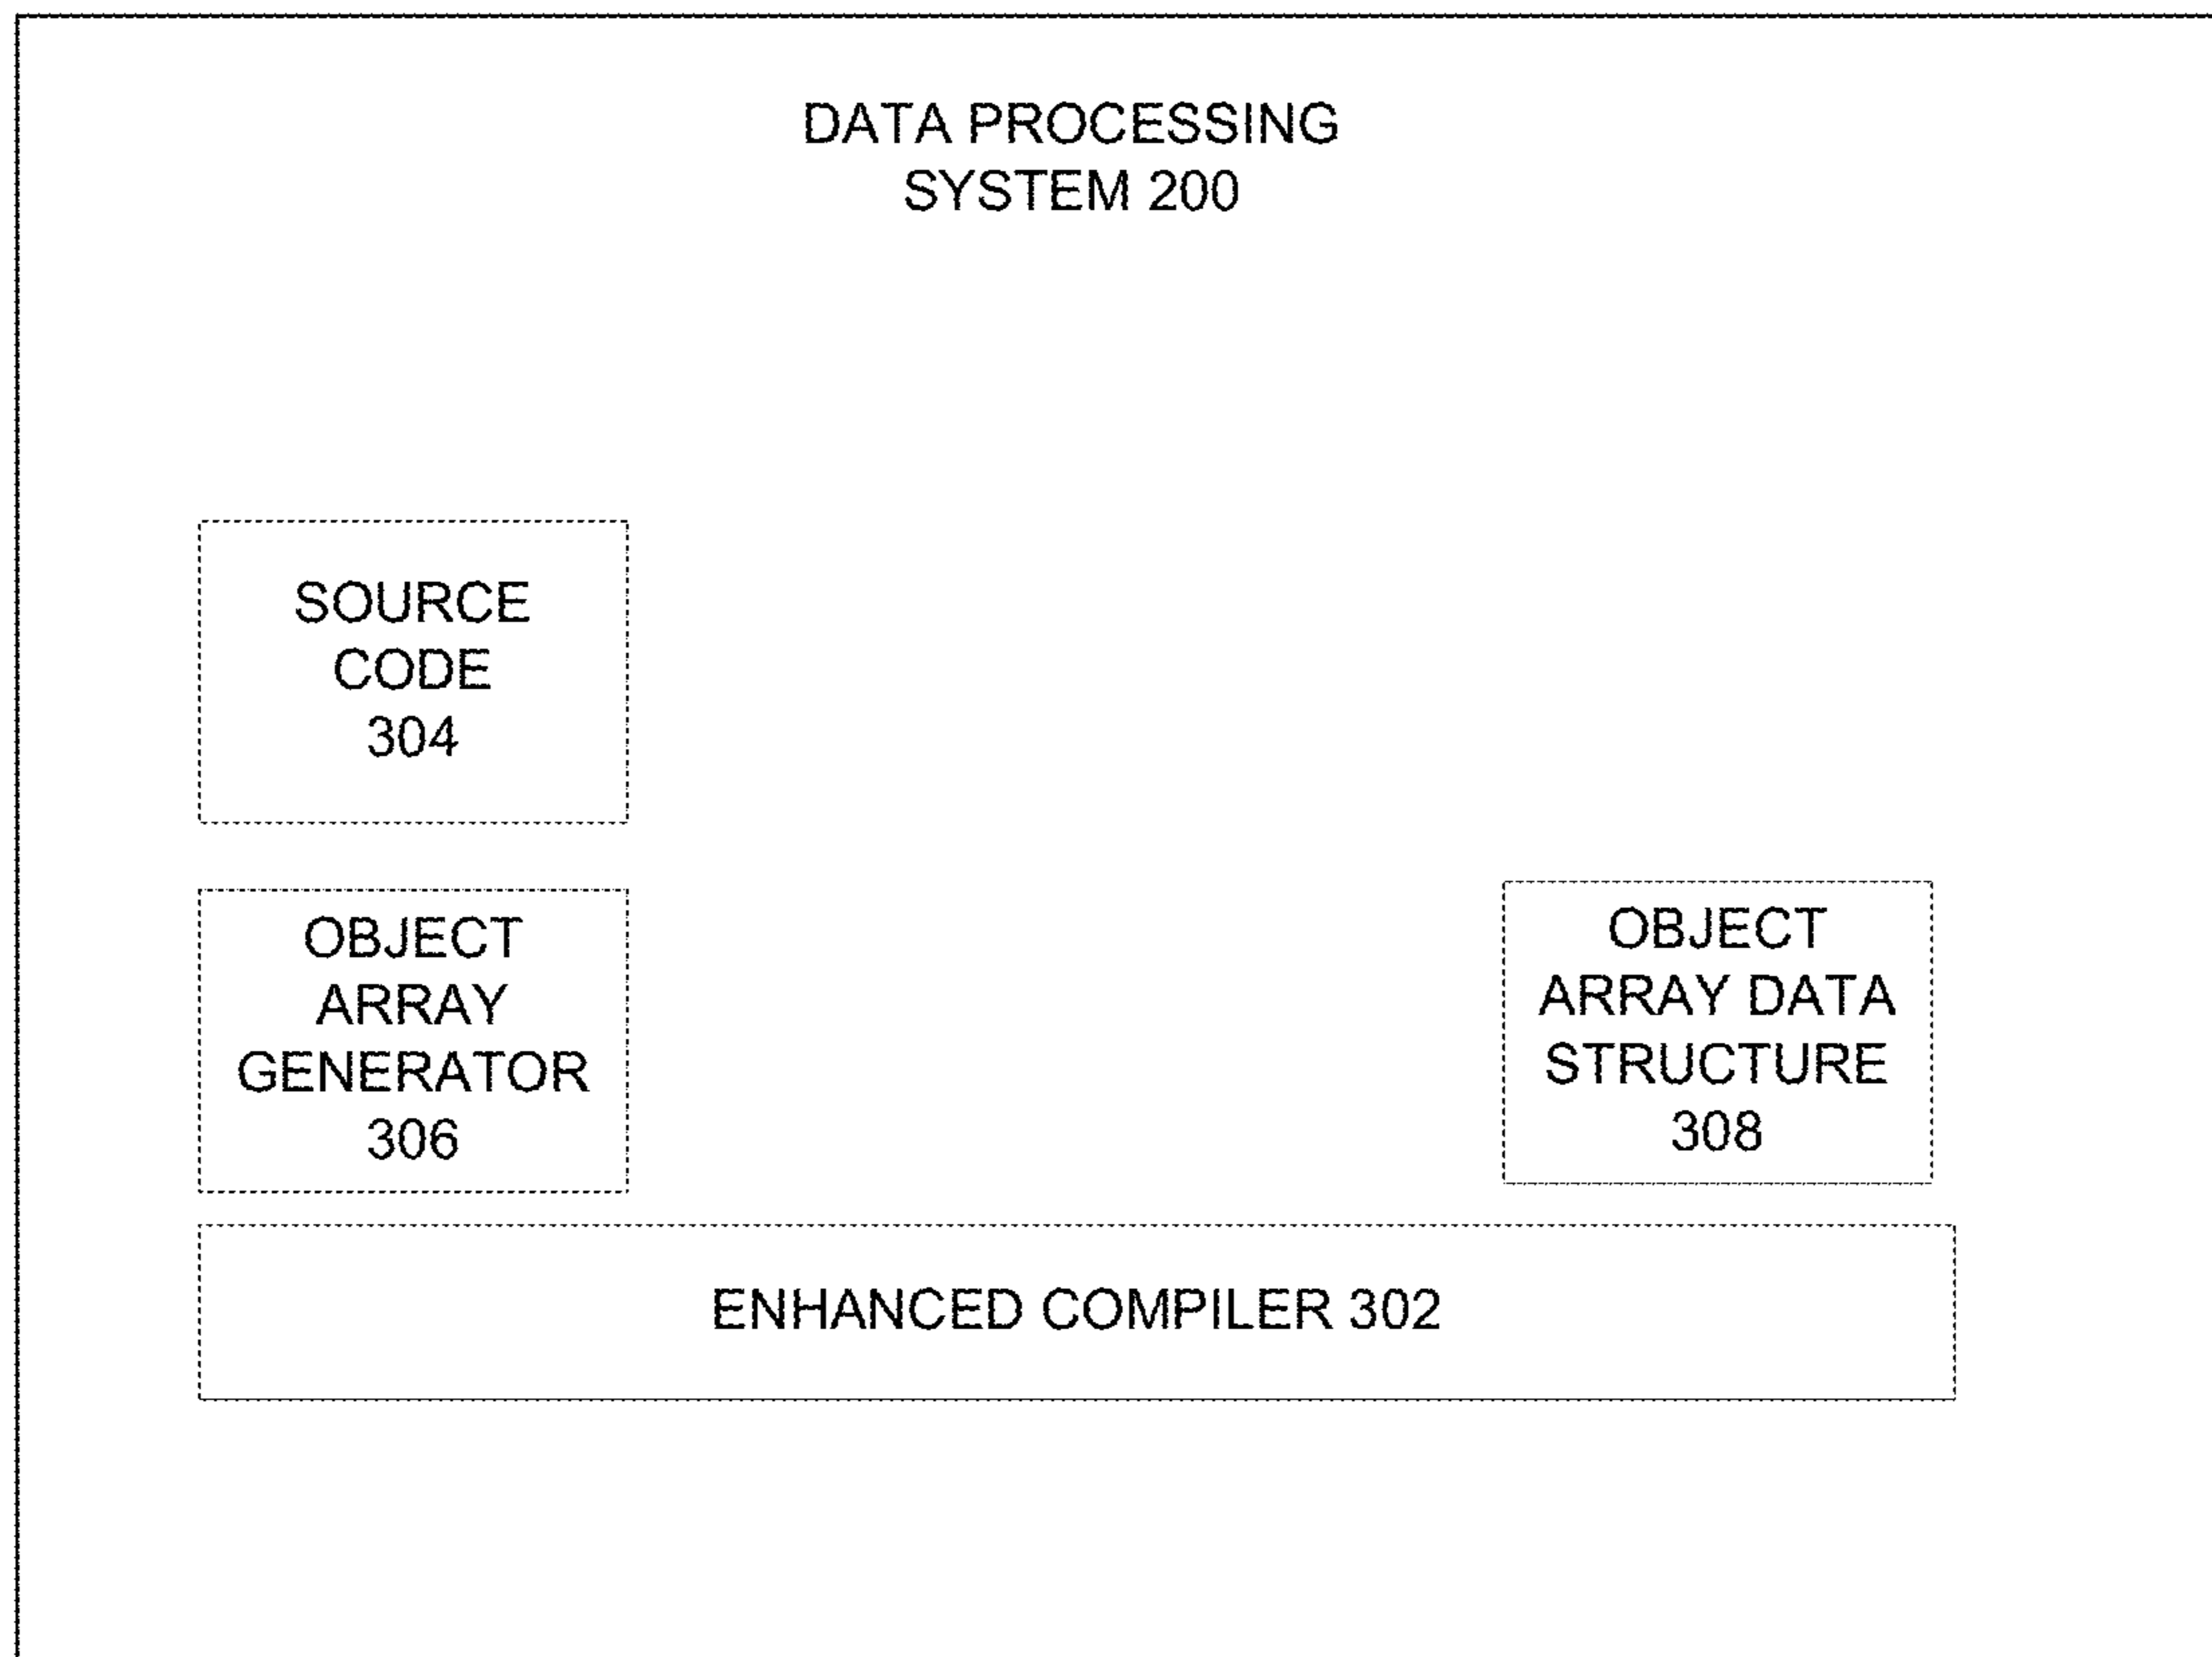 DATA PROCESSING
SYSTEM 200
SOURCE
CODE
304
OBJECT
ARRAY
GENERATOR
306
OBJECT
ARRAY DATA
STRUCTURE
308
ENHANCED COMPILER 302